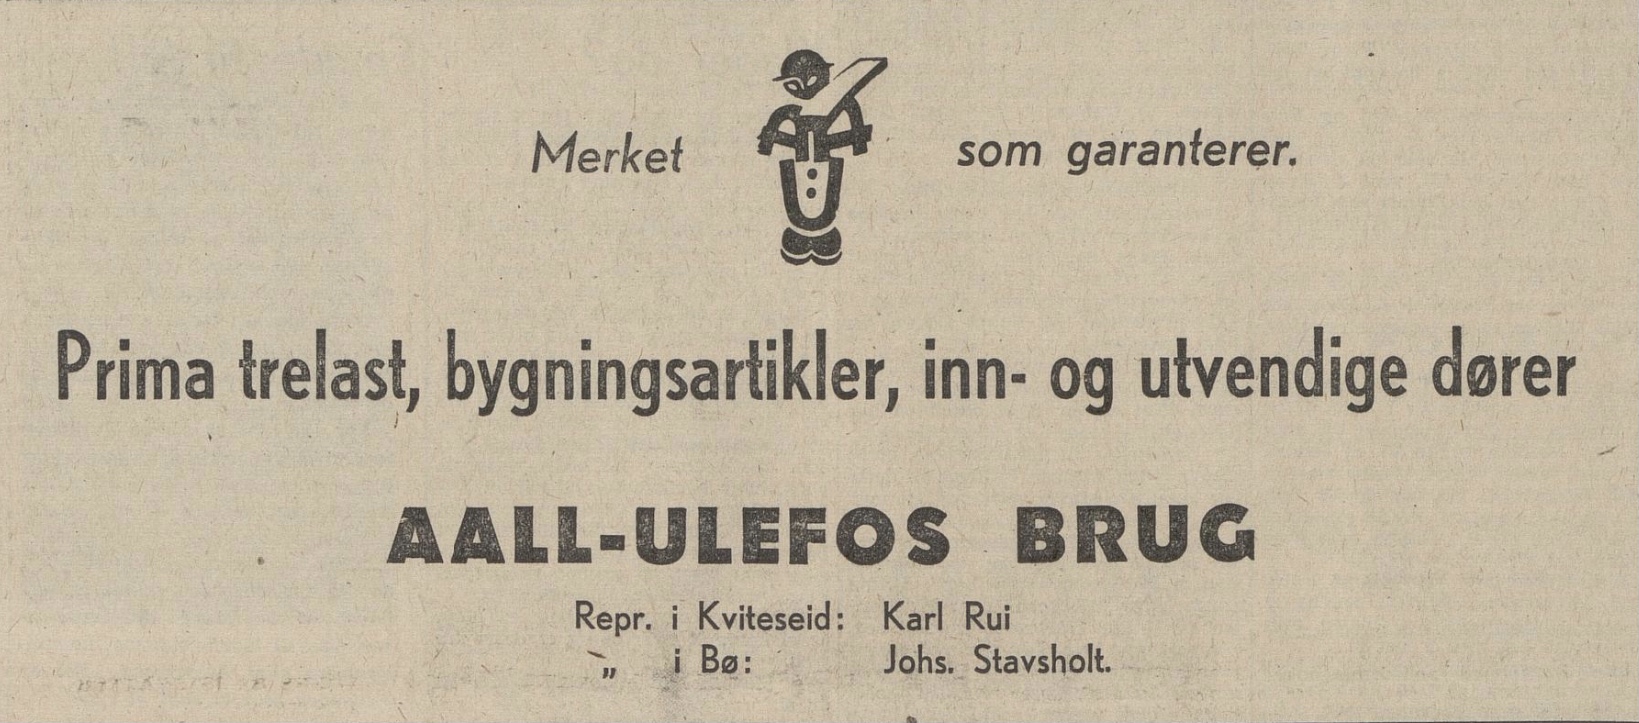 Merket som garanterer.
Prima trelast, bygningsartikler, inn- og utvendige dører
AALL-ULEFOS BRUG
Repr. i Kviteseid: Karl Rui
„ i Bø: Johs. Stavsholt.